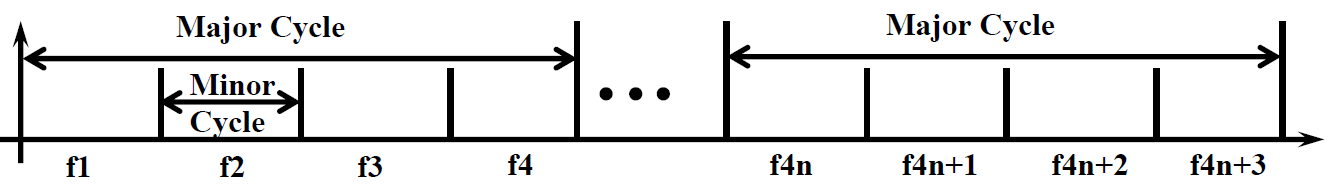 Major Cycle
Major Cycle
Minor
Cycle
f1 f2 f3 f4 f4n f4n+1 f4n+2 f4n+3